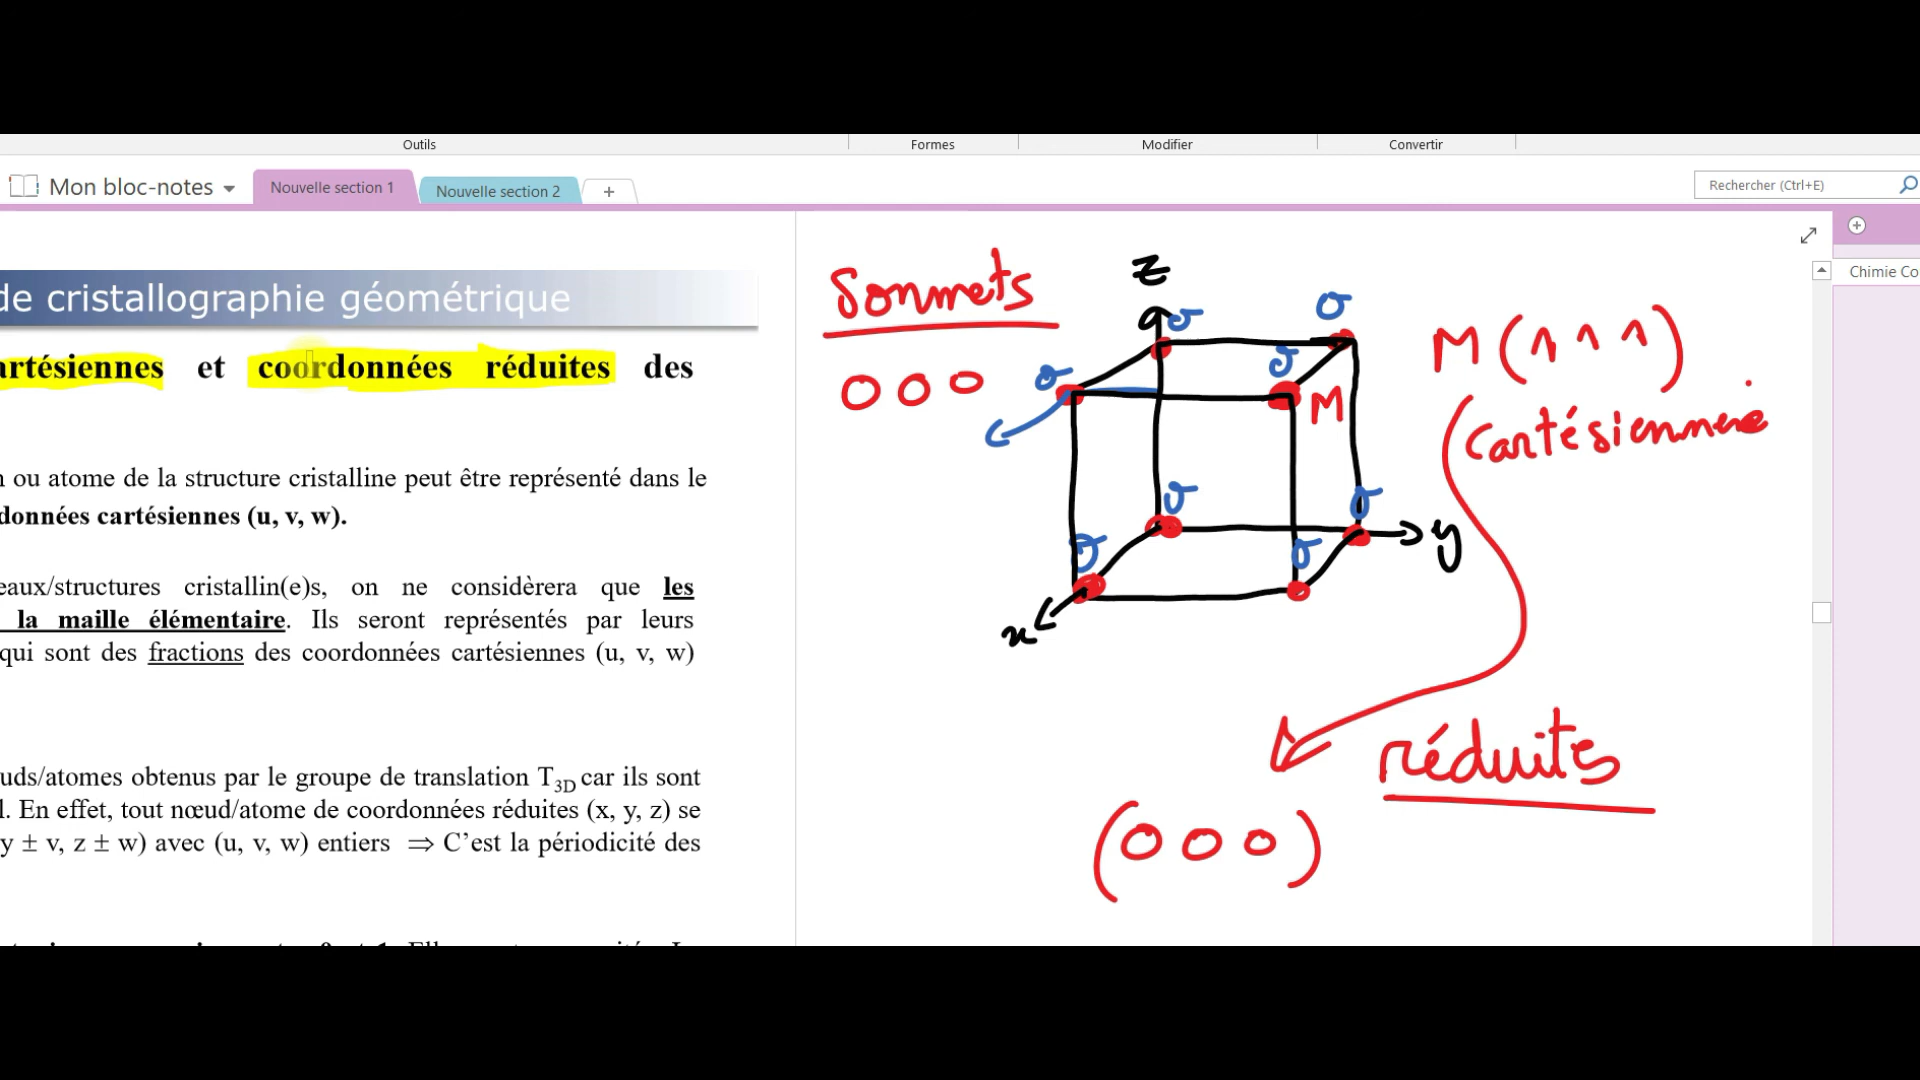 Outils Formes Modifier Convertir
Mon bloc-notes Nouvelle section 1 Nouvelle section 2 + Rechercher (Ctrl+E)
Chimie Co
de cristallographie géométrique
artésiennes et coordonnées réduites des
n ou atome de la structure cristalline peut être représenté dans le
données cartésiennes (u, v, w).
eaux/structures cristallin(e)s, on ne considèrera que les
la maille élémentaire. Ils seront représentés par leurs
qui sont des fractions des coordonnées cartésiennes (u, v, w)
uds/atomes obtenus par le groupe de translation T3D car ils sont
l. En effet, tout nœud/atome de coordonnées réduites (x, y, z) se
y ± v, z ± w) avec (u, v, w) entiers ⇒ C'est la périodicité des
Sommets
0 0 0
z
σ σ
σ σ
M
σ σ
σ σ
y
x
M (1 1 1)
Cartésienne
réduites
(0 0 0)